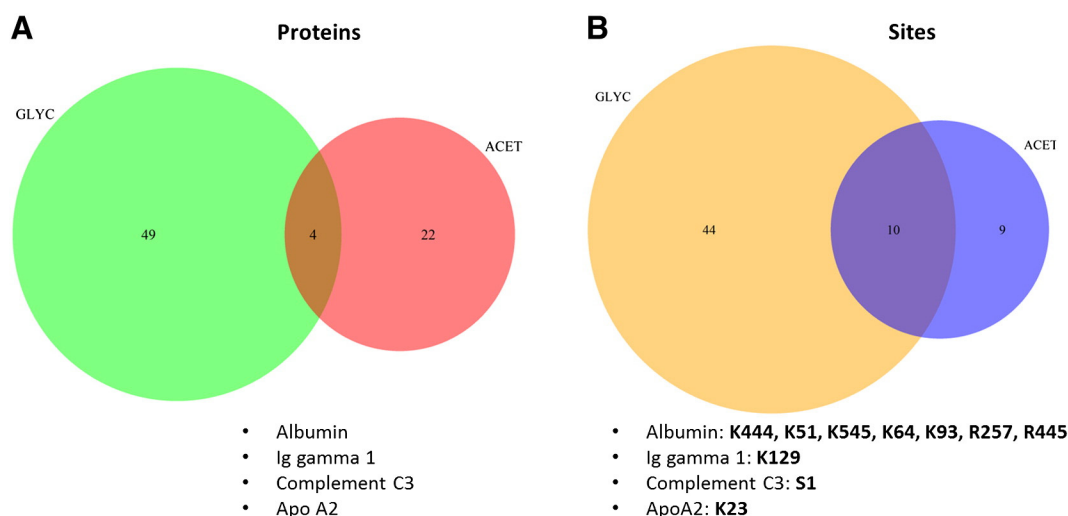 A
Proteins
GLYC
ACET
49
4
22
• Albumin
• Ig gamma 1
• Complement C3
• Apo A2
B
Sites
GLYC
ACET
44
10
9
• Albumin: K444, K51, K545, K64, K93, R257, R445
• Ig gamma 1: K129
• Complement C3: S1
• ApoA2: K23